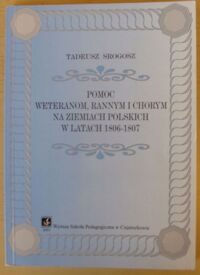 TADEUSZ SROGOSZ
POMOC
WETERANOM, RANNYM I CHORYM
NA ZIEMIACH POLSKICH
W LATACH 1806-1807
Wyższa Szkoła Pedagogiczna w Częstochowie